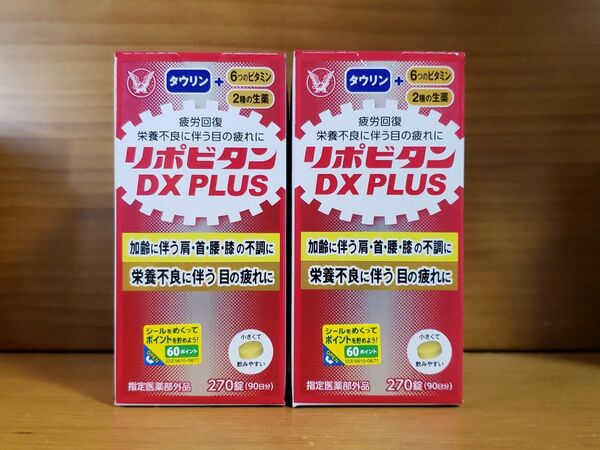 タウリン
+
6つのビタミン
2種の生薬
疲労回復
栄養不良に伴う目の疲れに
リポビタン
DX PLUS
加齢に伴う肩・首・腰・膝の不調に
栄養不良に伴う目の疲れに
シールをめくって
ポイントを貯めよう!
60ポイント
(03)5610-0671
小さくて
飲みやすい
指定医薬部外品
270錠(90日分)
タウリン
+
6つのビタミン
2種の生薬
疲労回復
栄養不良に伴う目の疲れに
リポビタン
DX PLUS
加齢に伴う肩・首・腰・膝の不調に
栄養不良に伴う目の疲れに
シールをめくって
ポイントを貯めよう!
60ポイント
(03)5610-0671
小さくて
飲みやすい
指定医薬部外品
270錠(90日分)